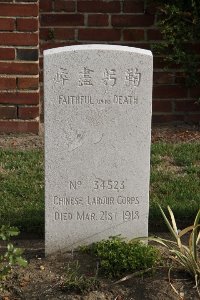 鞠躬盡瘁
FAITHFUL UNTO DEATH
Nº 34523
CHINESE LABOUR CORPS
DIED MAR. 21ST 1918